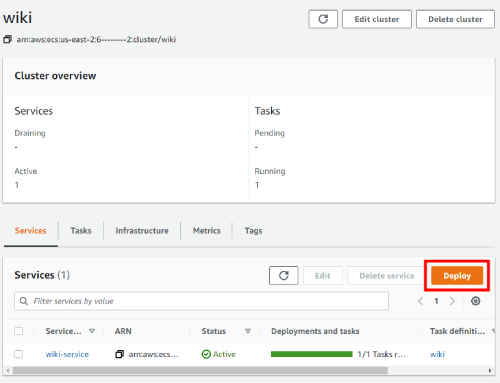 wiki
Edit cluster
Delete cluster
arn:aws:ecs:us-east-2:6--------2:cluster/wiki
Cluster overview
Services
Tasks
Draining
Pending
-
-
Active
Running
1
1
Services
Tasks
Infrastructure
Metrics
Tags
Services (1)
Edit
Delete service
Deploy
Filter services by value
1
Service...
ARN
Status
Deployments and tasks
Task definiti...
wiki-service
arn:aws:ecs...
Active
1/1 Tasks r...
wiki